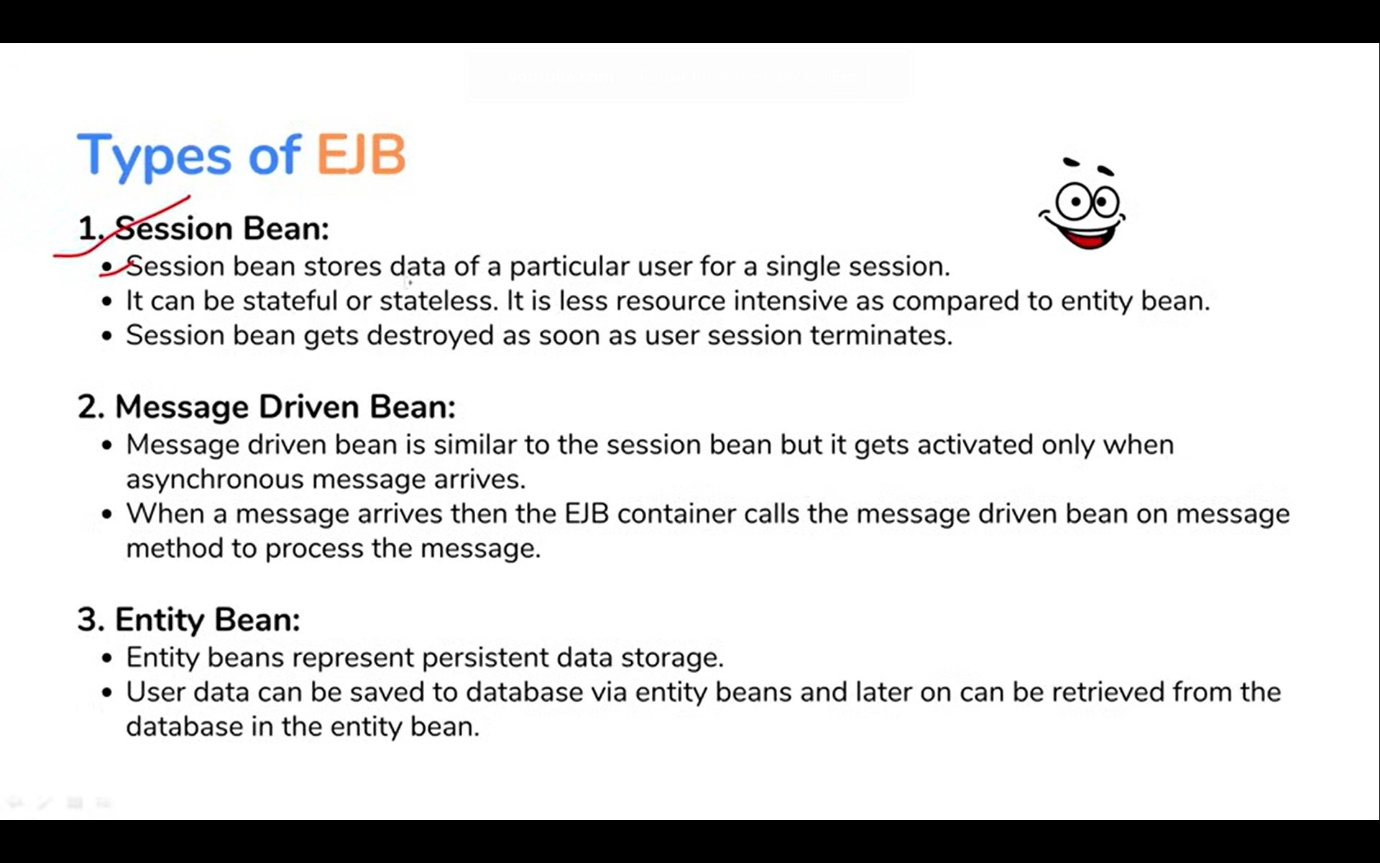 Types of EJB
1. Session Bean:
• Session bean stores data of a particular user for a single session.
• It can be stateful or stateless. It is less resource intensive as compared to entity bean.
• Session bean gets destroyed as soon as user session terminates.
2. Message Driven Bean:
• Message driven bean is similar to the session bean but it gets activated only when
asynchronous message arrives.
• When a message arrives then the EJB container calls the message driven bean on message
method to process the message.
3. Entity Bean:
• Entity beans represent persistent data storage.
• User data can be saved to database via entity beans and later on can be retrieved from the
database in the entity bean.